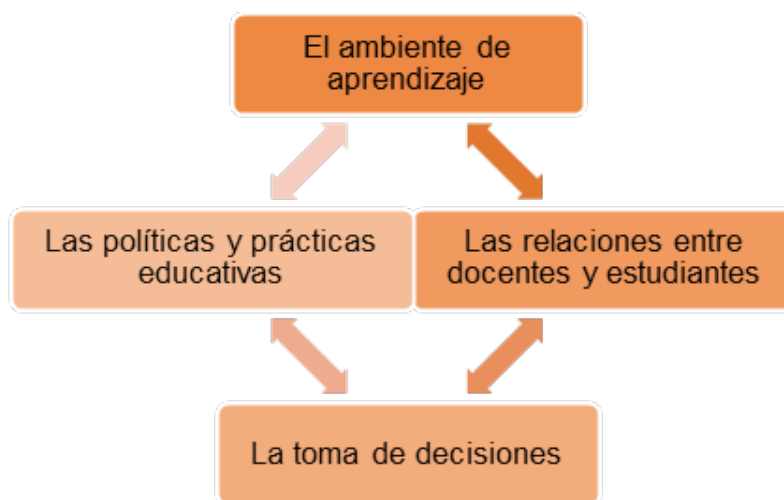 El ambiente de
aprendizaje
Las políticas y prácticas
educativas
Las relaciones entre
docentes y estudiantes
La toma de decisiones